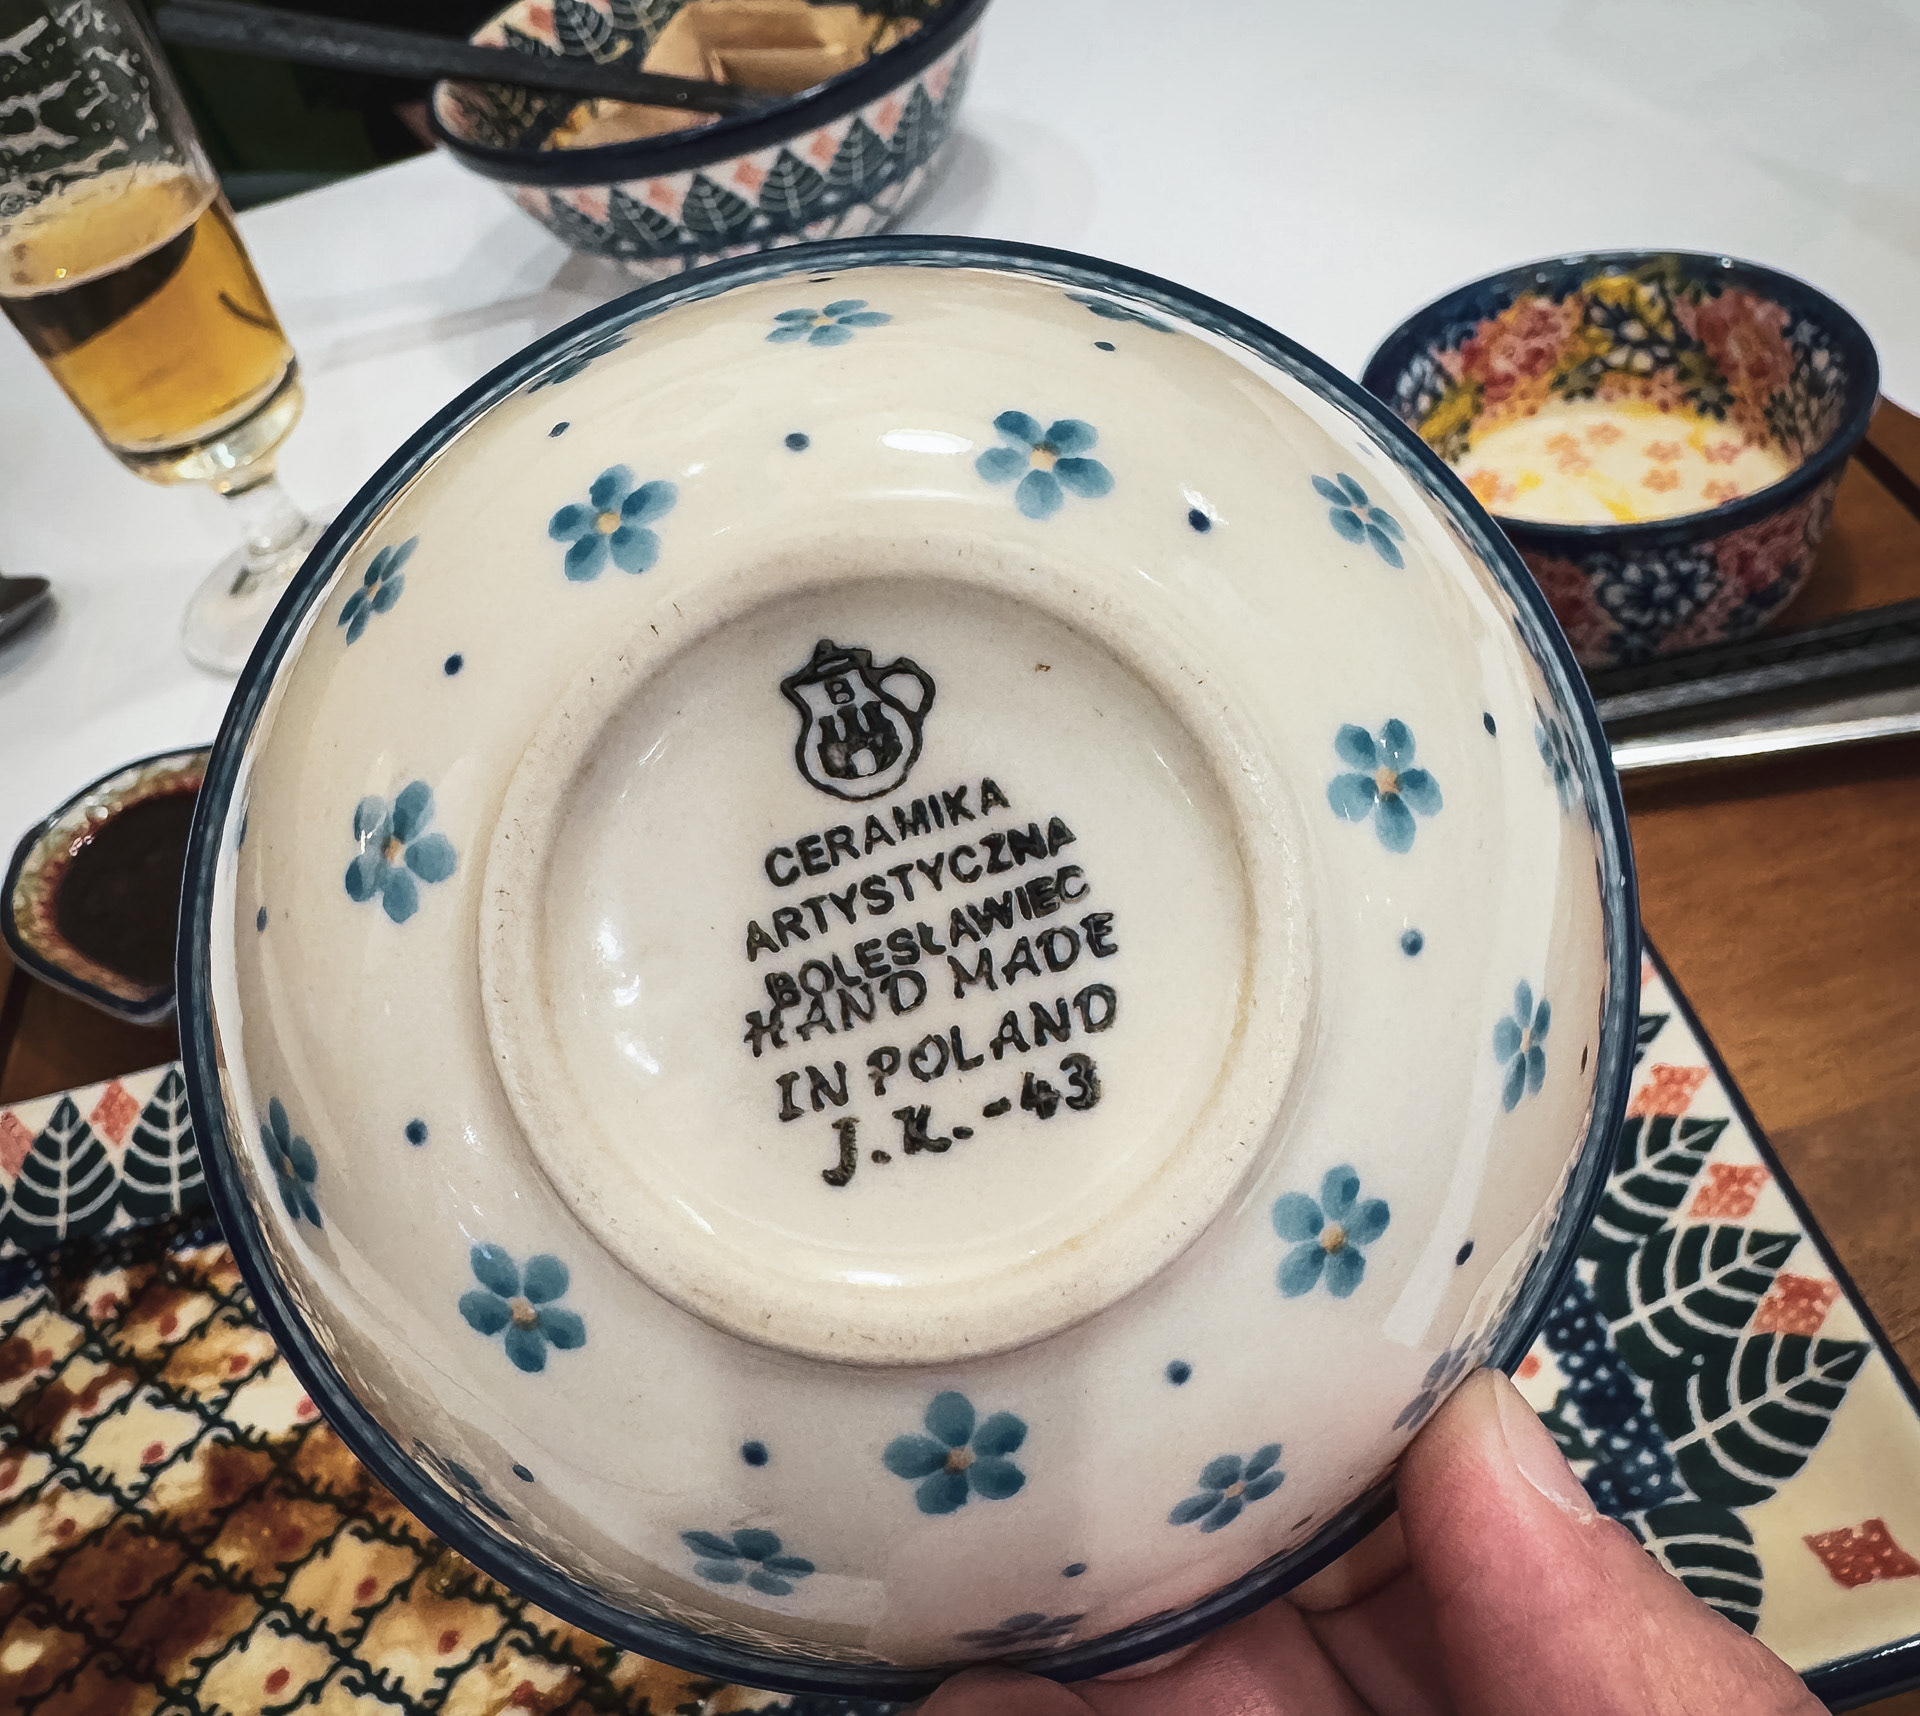 B
CERAMIKA
ARTYSTYCZNA
BOLESŁAWIEC
HAND MADE
IN POLAND
J.K.-43